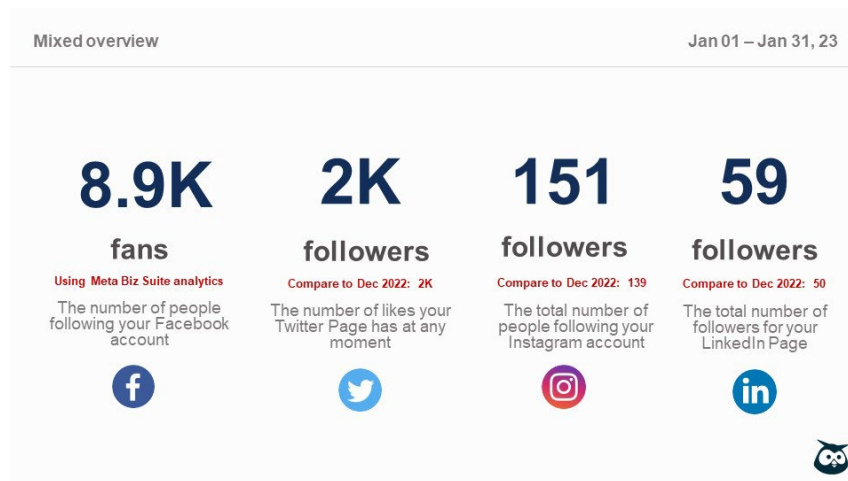 Mixed overview
Jan 01 – Jan 31, 23
8.9K
fans
Using Meta Biz Suite analytics
The number of people
following your Facebook
account
2K
followers
Compare to Dec 2022: 2K
The number of likes your
Twitter Page has at any
moment
151
followers
Compare to Dec 2022: 139
The total number of
people following your
Instagram account
59
followers
Compare to Dec 2022: 50
The total number of
followers for your
LinkedIn Page
f
in